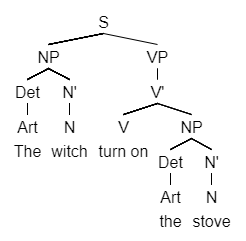 S
NP VP
Det N' V'
Art N V NP
The witch turn on Det N'
Art N
the stove